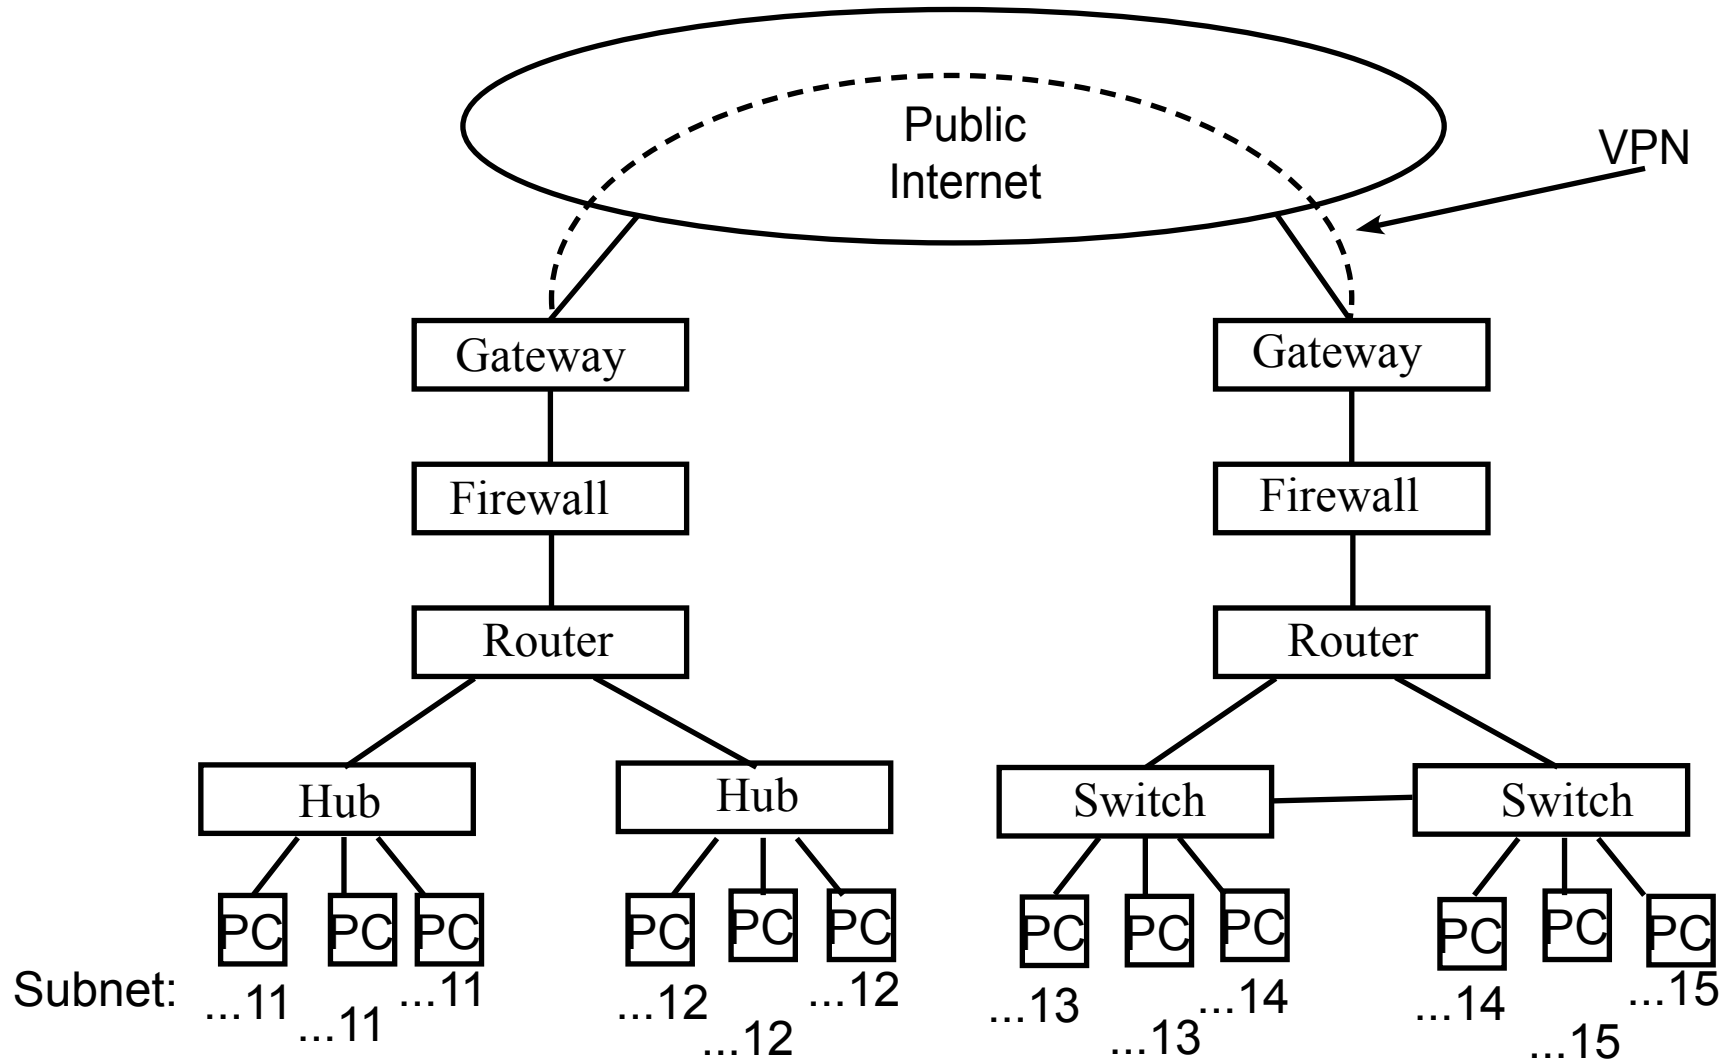 Public
Internet
VPN
Gateway
Gateway
Firewall
Firewall
Router
Router
Hub
Hub
Switch
Switch
PC
PC
PC
PC
PC
PC
PC
PC
PC
PC
PC
PC
Subnet:
...11
...11
...11
...12
...12
...12
...13
...13
...14
...14
...15
...15